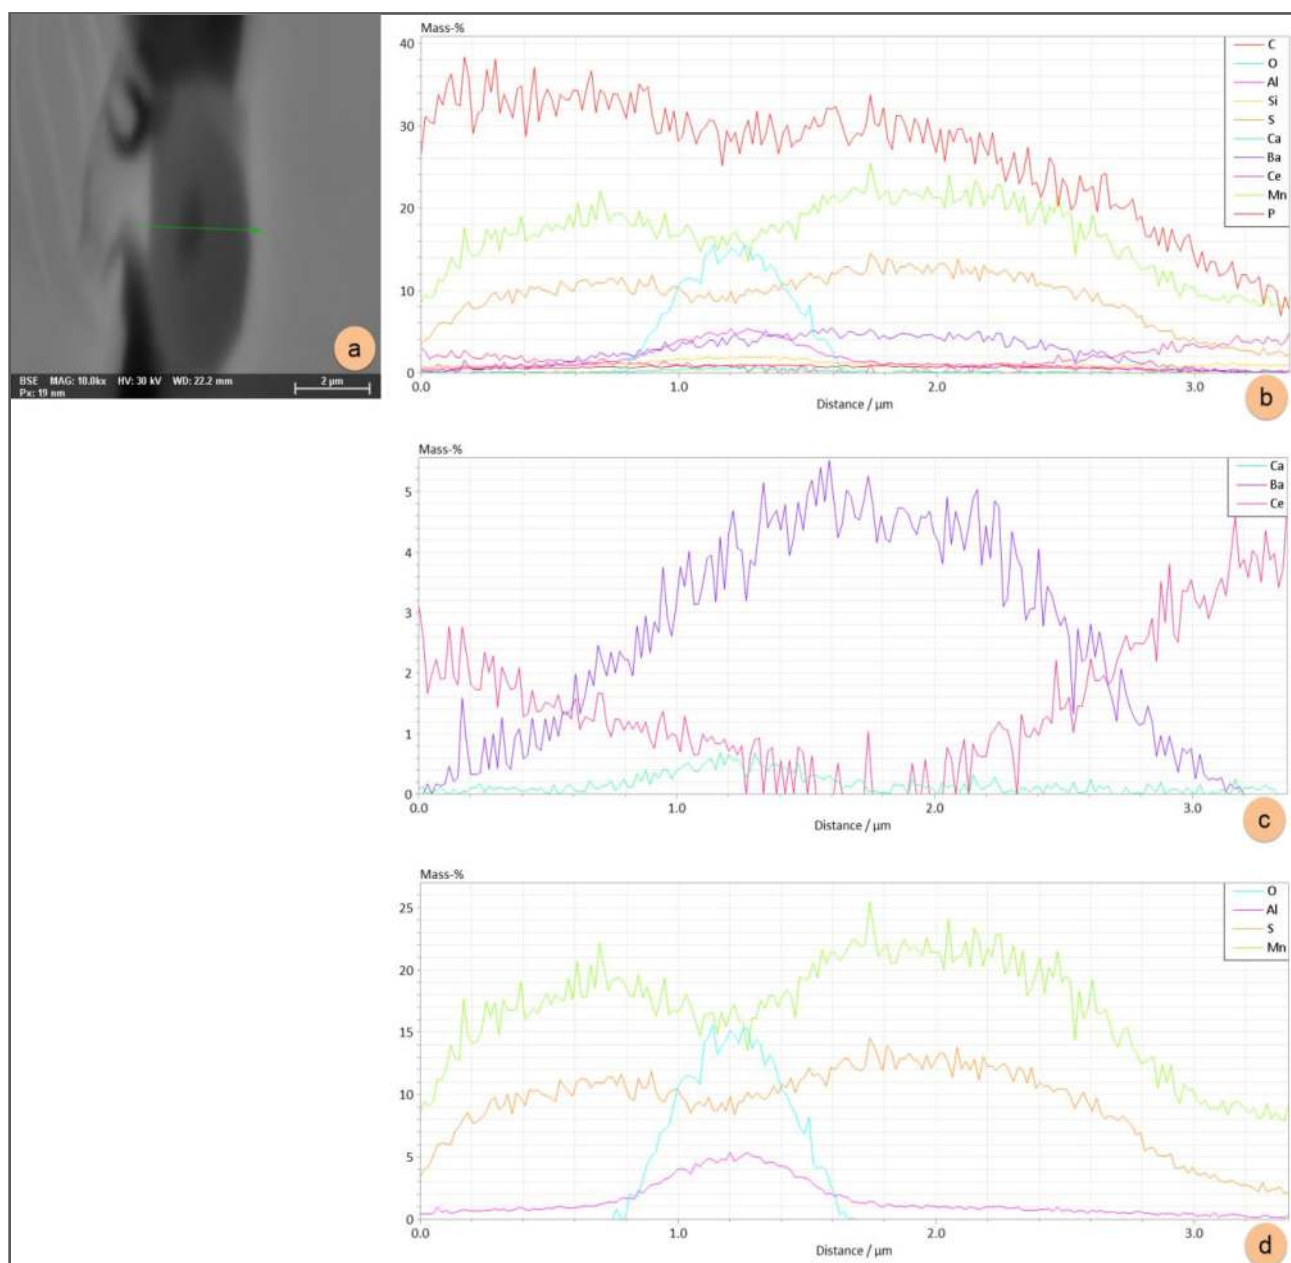 a
BSE MAG: 10.0kx HV: 30 kV WD: 22.2 mm
Px: 19 nm
2 µm
Mass-%
40
30
20
10
0
0.0 1.0 2.0 3.0
Distance / µm
C
O
Al
Si
S
Ca
Ba
Ce
Mn
P
b
Mass-%
5
4
3
2
1
0
0.0 1.0 2.0 3.0
Distance / µm
Ca
Ba
Ce
c
Mass-%
25
20
15
10
5
0
0.0 1.0 2.0 3.0
Distance / µm
O
Al
S
Mn
d